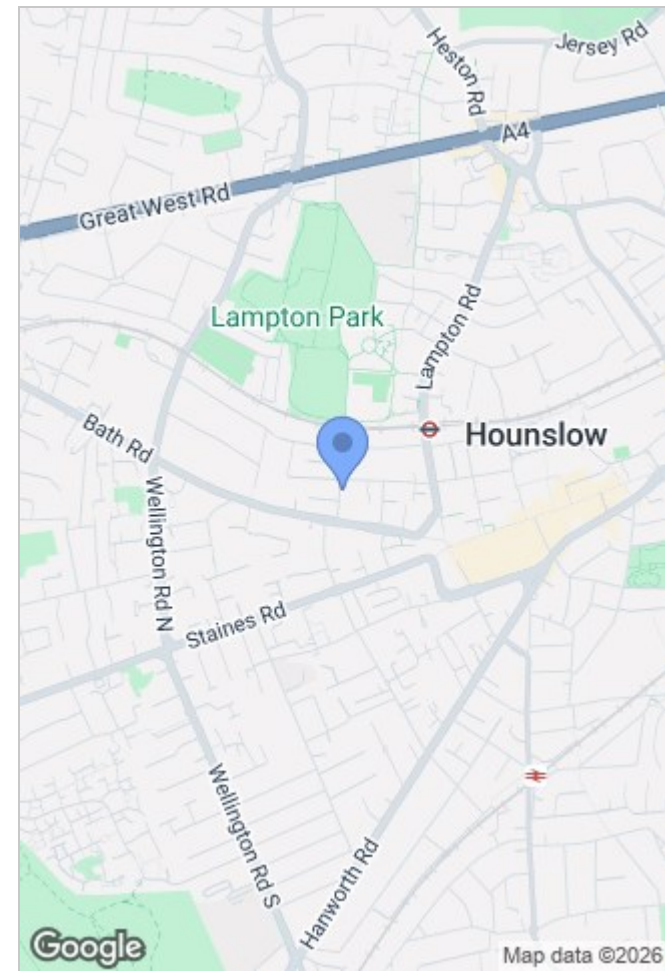 Heston Rd
Jersey Rd
A4
Great West Rd
Lampton Park
Lampton Rd
Bath Rd
Hounslow
Wellington Rd N
Staines Rd
Wellington Rd S
Hanworth Rd
Google
Map data ©2026